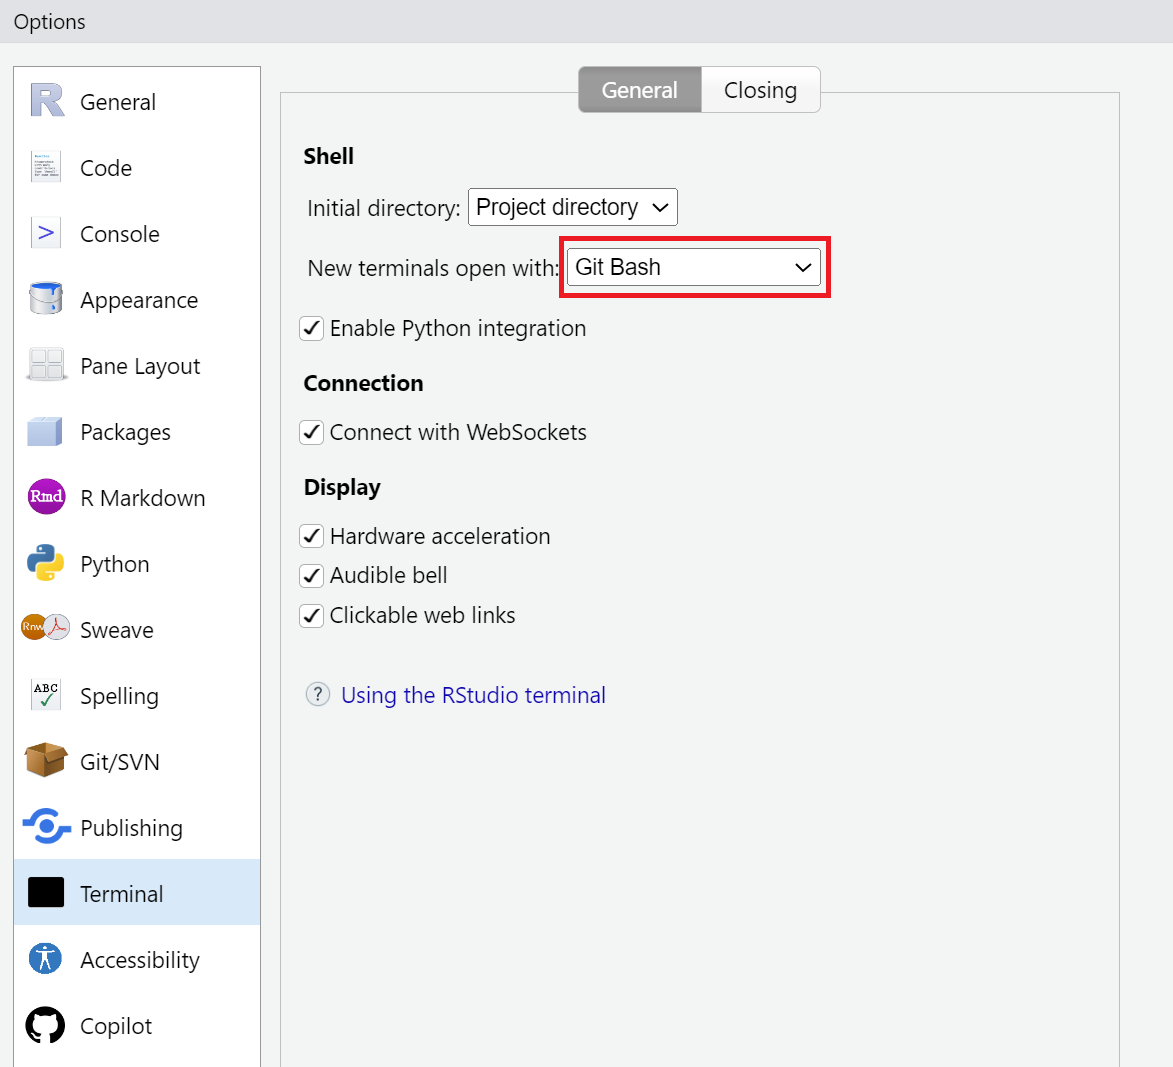 Options
General
Code
Console
Appearance
Pane Layout
Packages
Rmd
R Markdown
Python
Rnw
Sweave
ABC
Spelling
Git/SVN
Publishing
Terminal
Accessibility
Copilot
General Closing
Shell
Initial directory: Project directory
New terminals open with: Git Bash
Enable Python integration
Connection
Connect with WebSockets
Display
Hardware acceleration
Audible bell
Clickable web links
? Using the RStudio terminal